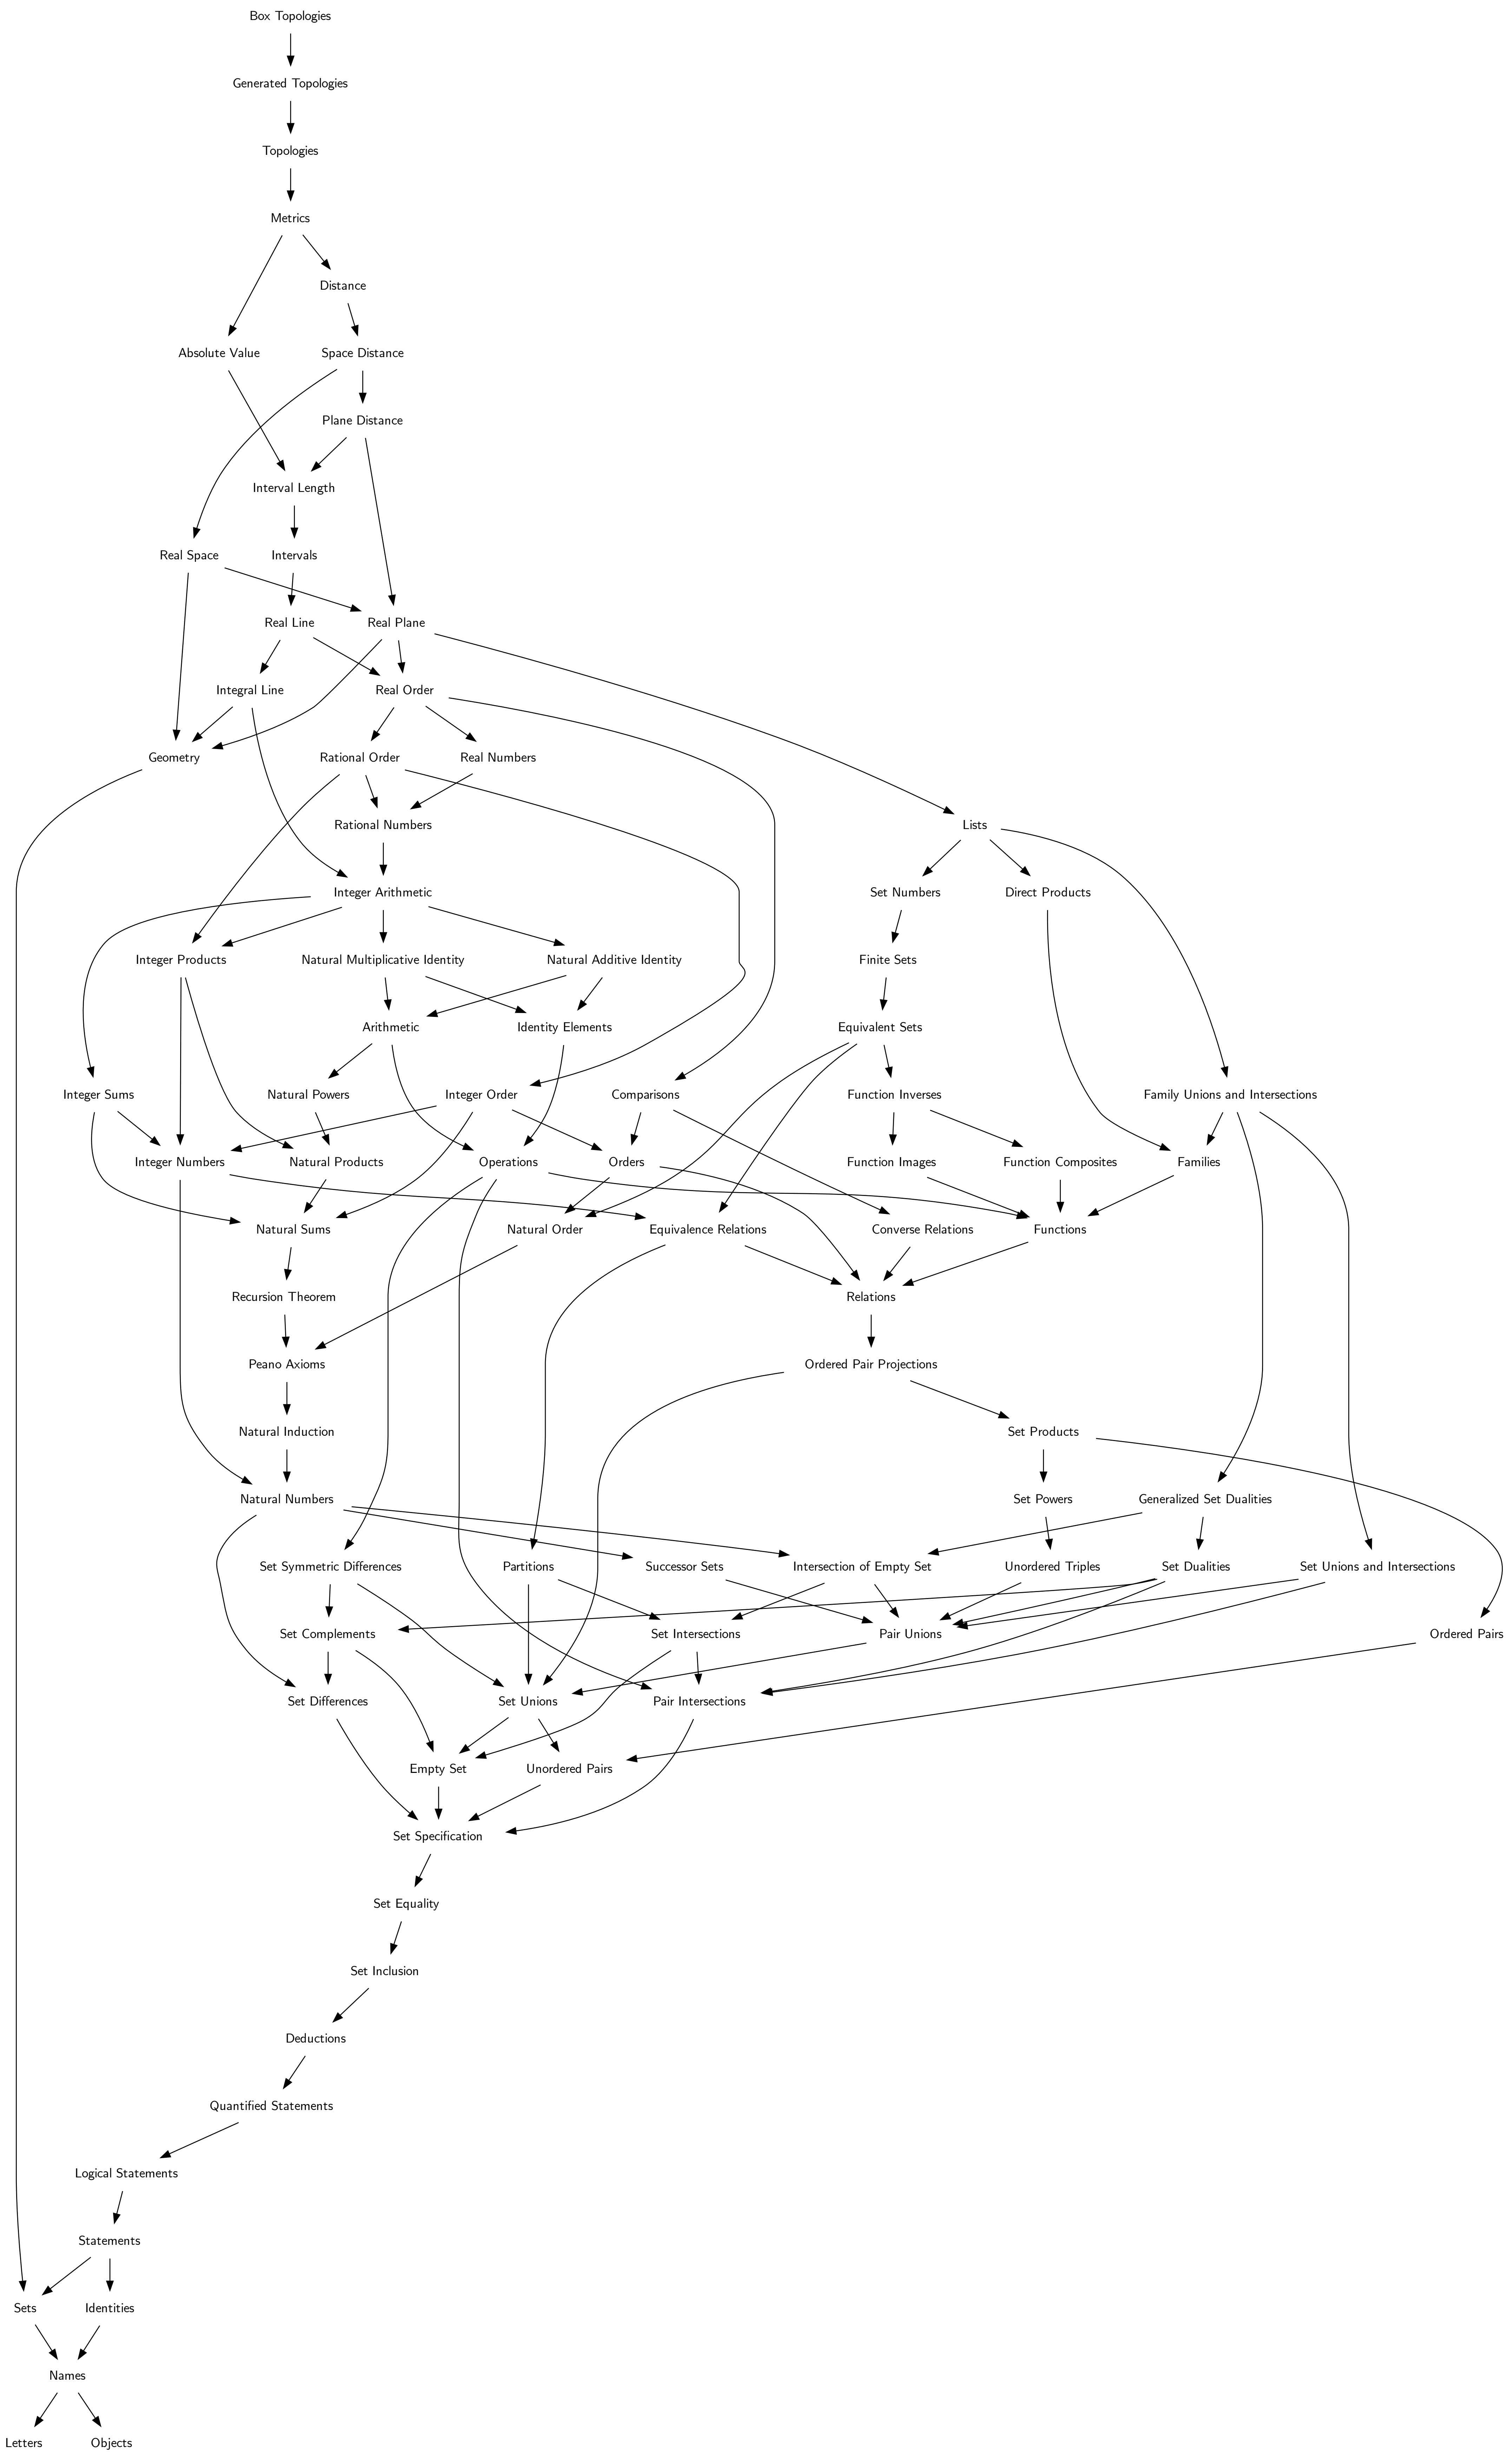 Box Topologies
Generated Topologies
Topologies
Metrics
Distance
Absolute Value
Space Distance
Plane Distance
Interval Length
Real Space
Intervals
Real Line
Real Plane
Integral Line
Real Order
Geometry
Rational Order
Real Numbers
Rational Numbers
Lists
Integer Arithmetic
Set Numbers
Direct Products
Integer Products
Natural Multiplicative Identity
Natural Additive Identity
Finite Sets
Arithmetic
Identity Elements
Equivalent Sets
Integer Sums
Natural Powers
Integer Order
Comparisons
Function Inverses
Family Unions and Intersections
Integer Numbers
Natural Products
Operations
Orders
Function Images
Function Composites
Families
Natural Sums
Natural Order
Equivalence Relations
Converse Relations
Functions
Recursion Theorem
Relations
Peano Axioms
Ordered Pair Projections
Natural Induction
Set Products
Natural Numbers
Set Powers
Generalized Set Dualities
Set Symmetric Differences
Partitions
Successor Sets
Intersection of Empty Set
Unordered Triples
Set Dualities
Set Unions and Intersections
Set Complements
Set Intersections
Pair Unions
Ordered Pairs
Set Differences
Set Unions
Pair Intersections
Empty Set
Unordered Pairs
Set Specification
Set Equality
Set Inclusion
Deductions
Quantified Statements
Logical Statements
Statements
Sets
Identities
Names
Letters
Objects